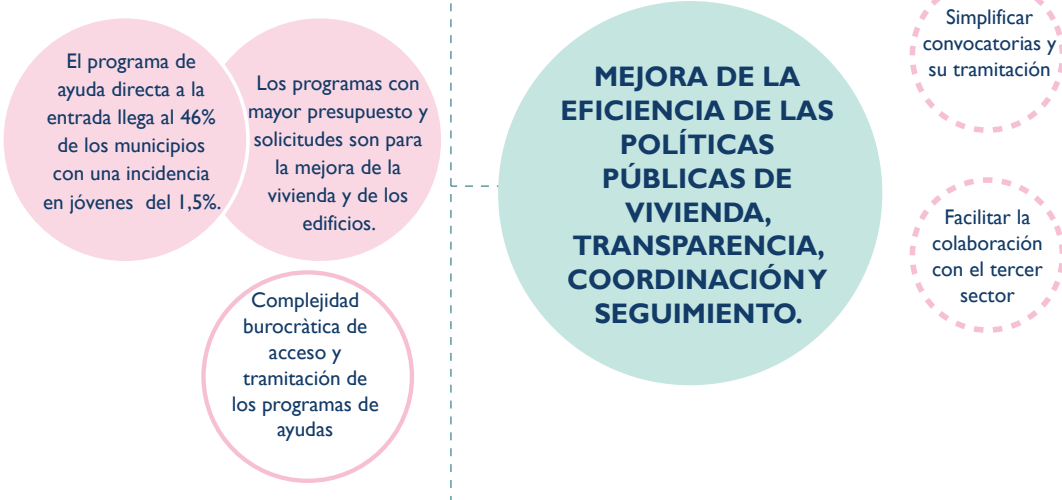 El programa de
ayuda directa a la
entrada llega al 46%
de los municipios
con una incidencia
en jóvenes del 1,5%.
Los programas con
mayor presupuesto y
solicitudes son para
la mejora de la
vivienda y de los
edificios.
Complejidad
burocràtica de
acceso y
tramitación de
los programas de
ayudas
MEJORA DE LA
EFICIENCIA DE LAS
POLÍTICAS
PÚBLICAS DE
VIVIENDA,
TRANSPARENCIA,
COORDINACIÓN Y
SEGUIMIENTO.
Simplificar
convocatorias y
su tramitación
Facilitar la
colaboración
con el tercer
sector